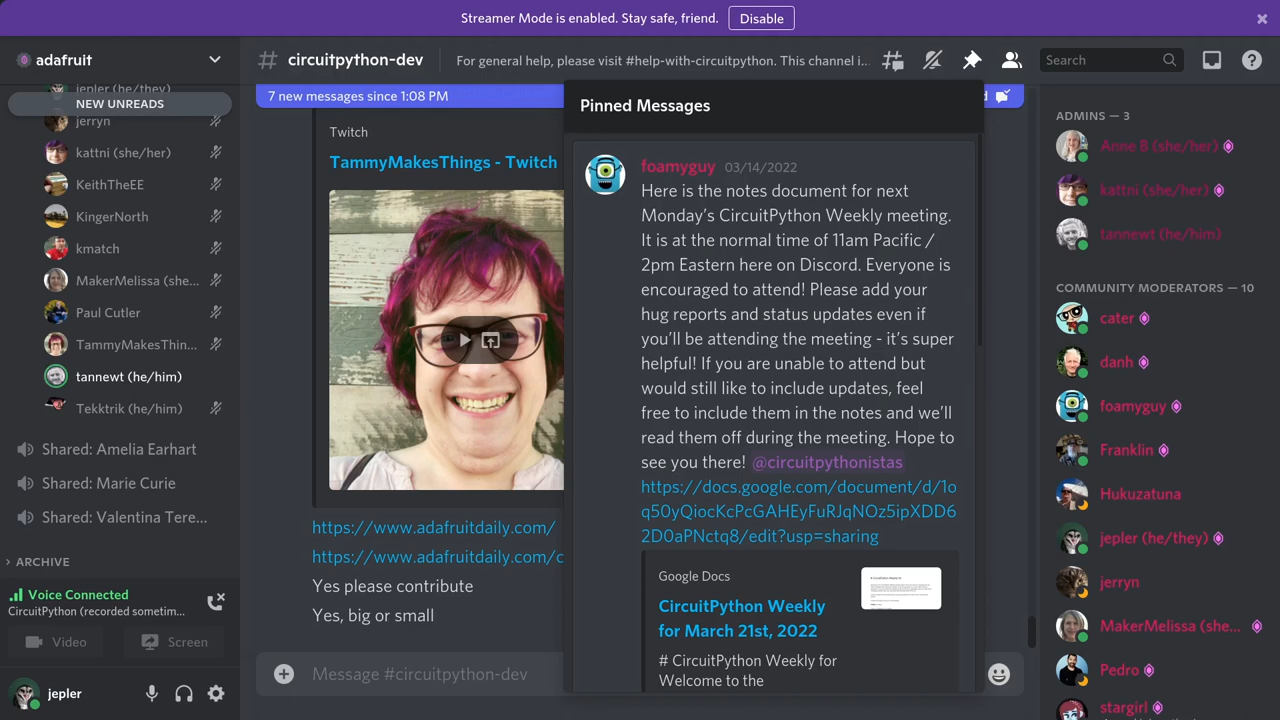 Streamer Mode is enabled. Stay safe, friend.
Disable
adafruit
jepler (he/they)
NEW UNREADS
jerryn
kattni (she/her)
KeithTheEE
KingerNorth
kmatch
MakerMelissa (she...
Paul Cutler
TammyMakesThin...
tannewt (he/him)
Tekktrik (he/him)
Shared: Amelia Earhart
Shared: Marie Curie
Shared: Valentina Tere...
ARCHIVE
Voice Connected
CircuitPython (recorded sometim...
Video
Screen
jepler
# circuitpython-dev
For general help, please visit #help-with-circuitpython. This channel i...
Search
7 new messages since 1:08 PM
d
Twitch
TammyMakesThings - Twitch
https://www.adafruitdaily.com/
https://www.adafruitdaily.com/c
Yes please contribute
Yes, big or small
Message #circuitpython-dev
Pinned Messages
foamyguy 03/14/2022
Here is the notes document for next
Monday's CircuitPython Weekly meeting.
It is at the normal time of 11am Pacific /
2pm Eastern here on Discord. Everyone is
encouraged to attend! Please add your
hug reports and status updates even if
you'll be attending the meeting - it's super
helpful! If you are unable to attend but
would still like to include updates, feel
free to include them in the notes and we'll
read them off during the meeting. Hope to
see you there! @circuitpythonistas
https://docs.google.com/document/d/1o
q50yQiocKcPcGAHEyFuRJqNOz5ipXDD6
2D0aPNctq8/edit?usp=sharing
Google Docs
CircuitPython Weekly
for March 21st, 2022
# CircuitPython Weekly for
Welcome to the
ADMINS — 3
Anne B (she/her)
kattni (she/her)
tannewt (he/him)
COMMUNITY MODERATORS — 10
cater
danh
foamyguy
Franklin
Hukuzatuna
jepler (he/they)
jerryn
MakerMelissa (she...
Pedro
stargirl